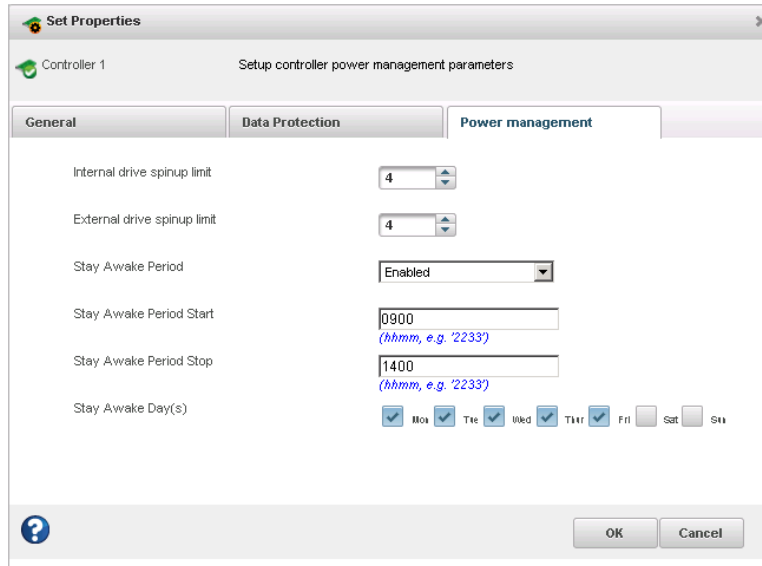 Set Properties
Controller 1 Setup controller power management parameters
General Data Protection Power management
Internal drive spinup limit 4
External drive spinup limit 4
Stay Awake Period Enabled
Stay Awake Period Start 0900
(hhmm, e.g. '2233')
Stay Awake Period Stop 1400
(hhmm, e.g. '2233')
Stay Awake Day(s) Mon Tue Wed Thur Fri Sat Sun
? OK Cancel